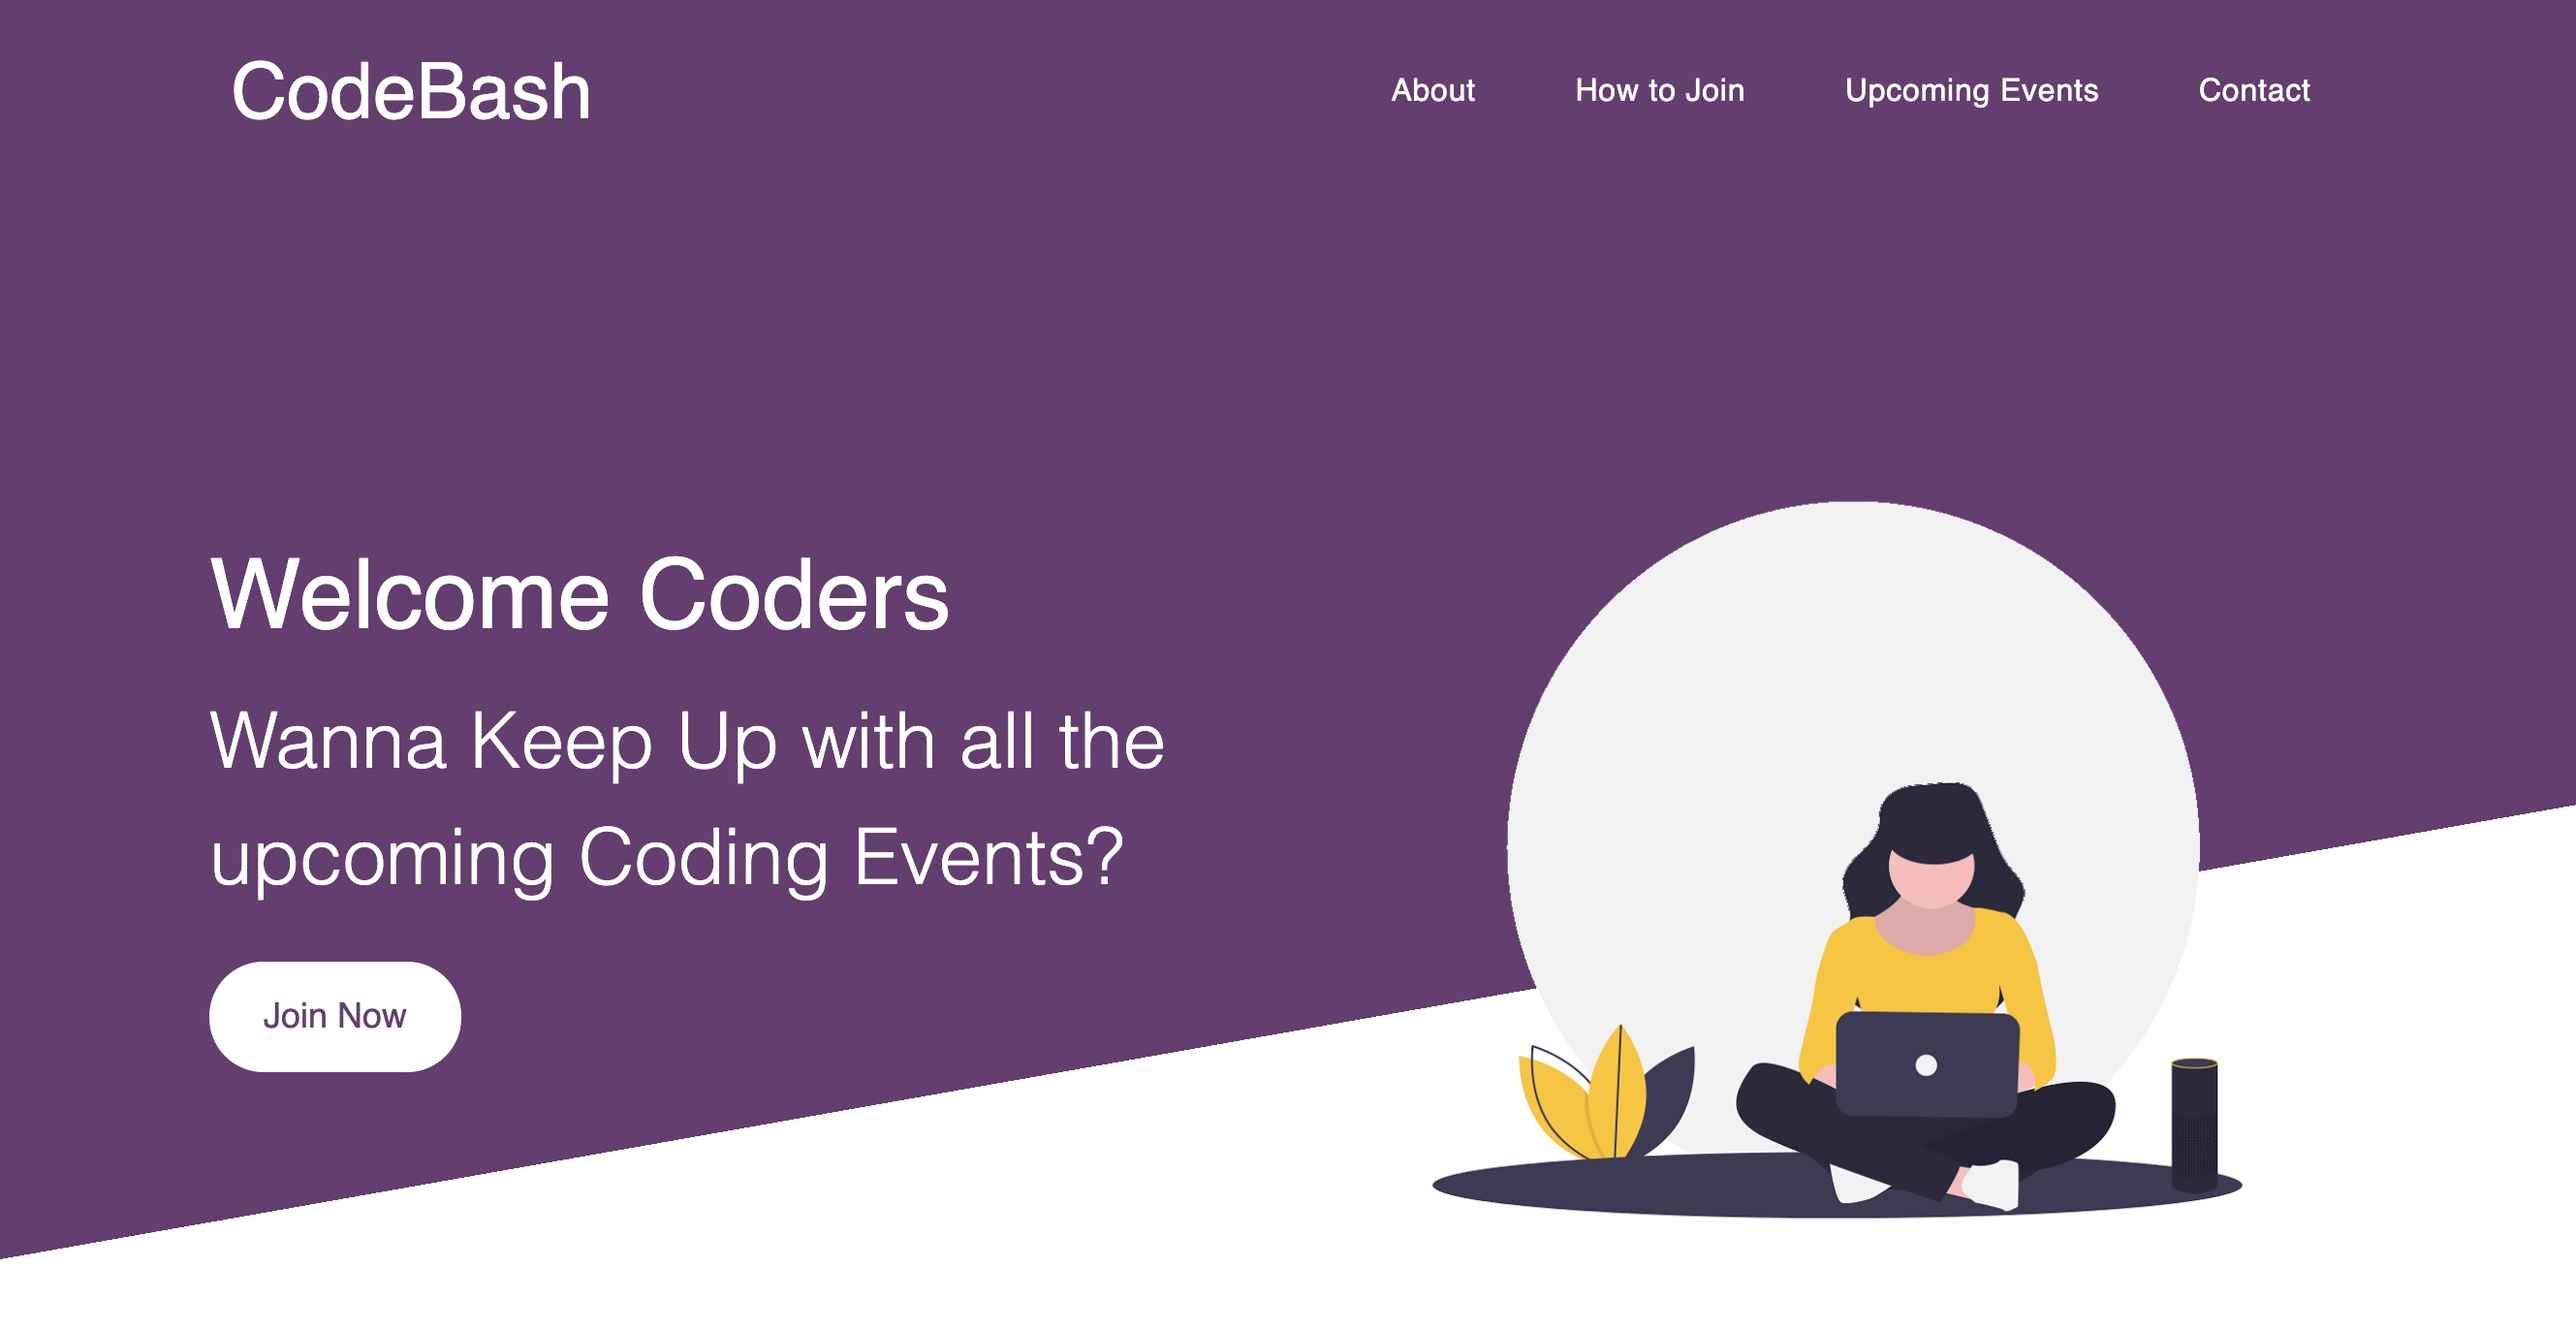 CodeBash
About How to Join Upcoming Events Contact
Welcome Coders
Wanna Keep Up with all the
upcoming Coding Events?
Join Now